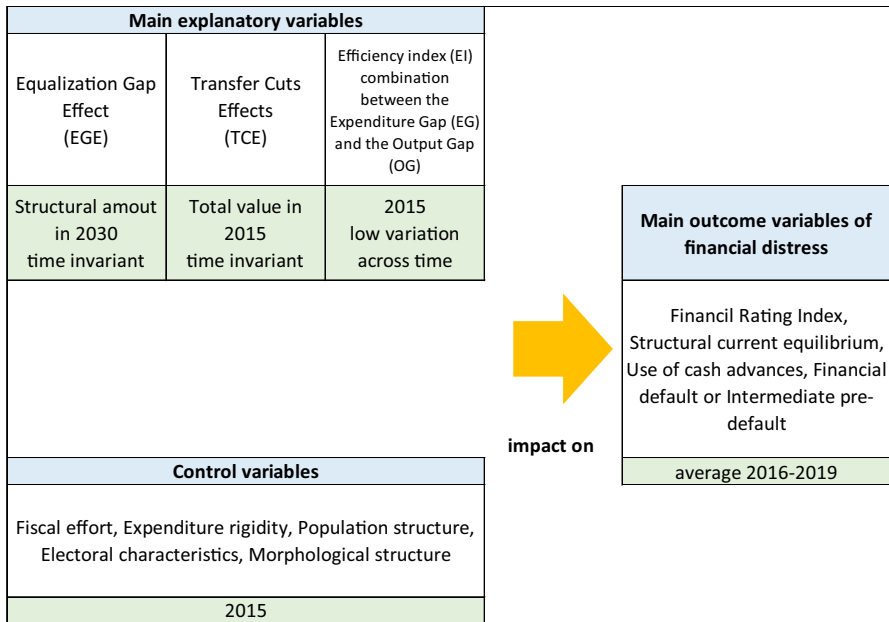 Main explanatory variables
Equalization Gap
Effect
(EGE)
Transfer Cuts
Effects
(TCE)
Efficiency index (EI)
combination
between the
Expenditure Gap (EG)
and the Output Gap
(OG)
Structural amout
in 2030
time invariant
Total value in
2015
time invariant
2015
low variation
across time
Main outcome variables of
financial distress
Financil Rating Index,
Structural current equilibrium,
Use of cash advances, Financial
default or Intermediate pre-
default
average 2016-2019
impact on
Control variables
Fiscal effort, Expenditure rigidity, Population structure,
Electoral characteristics, Morphological structure
2015